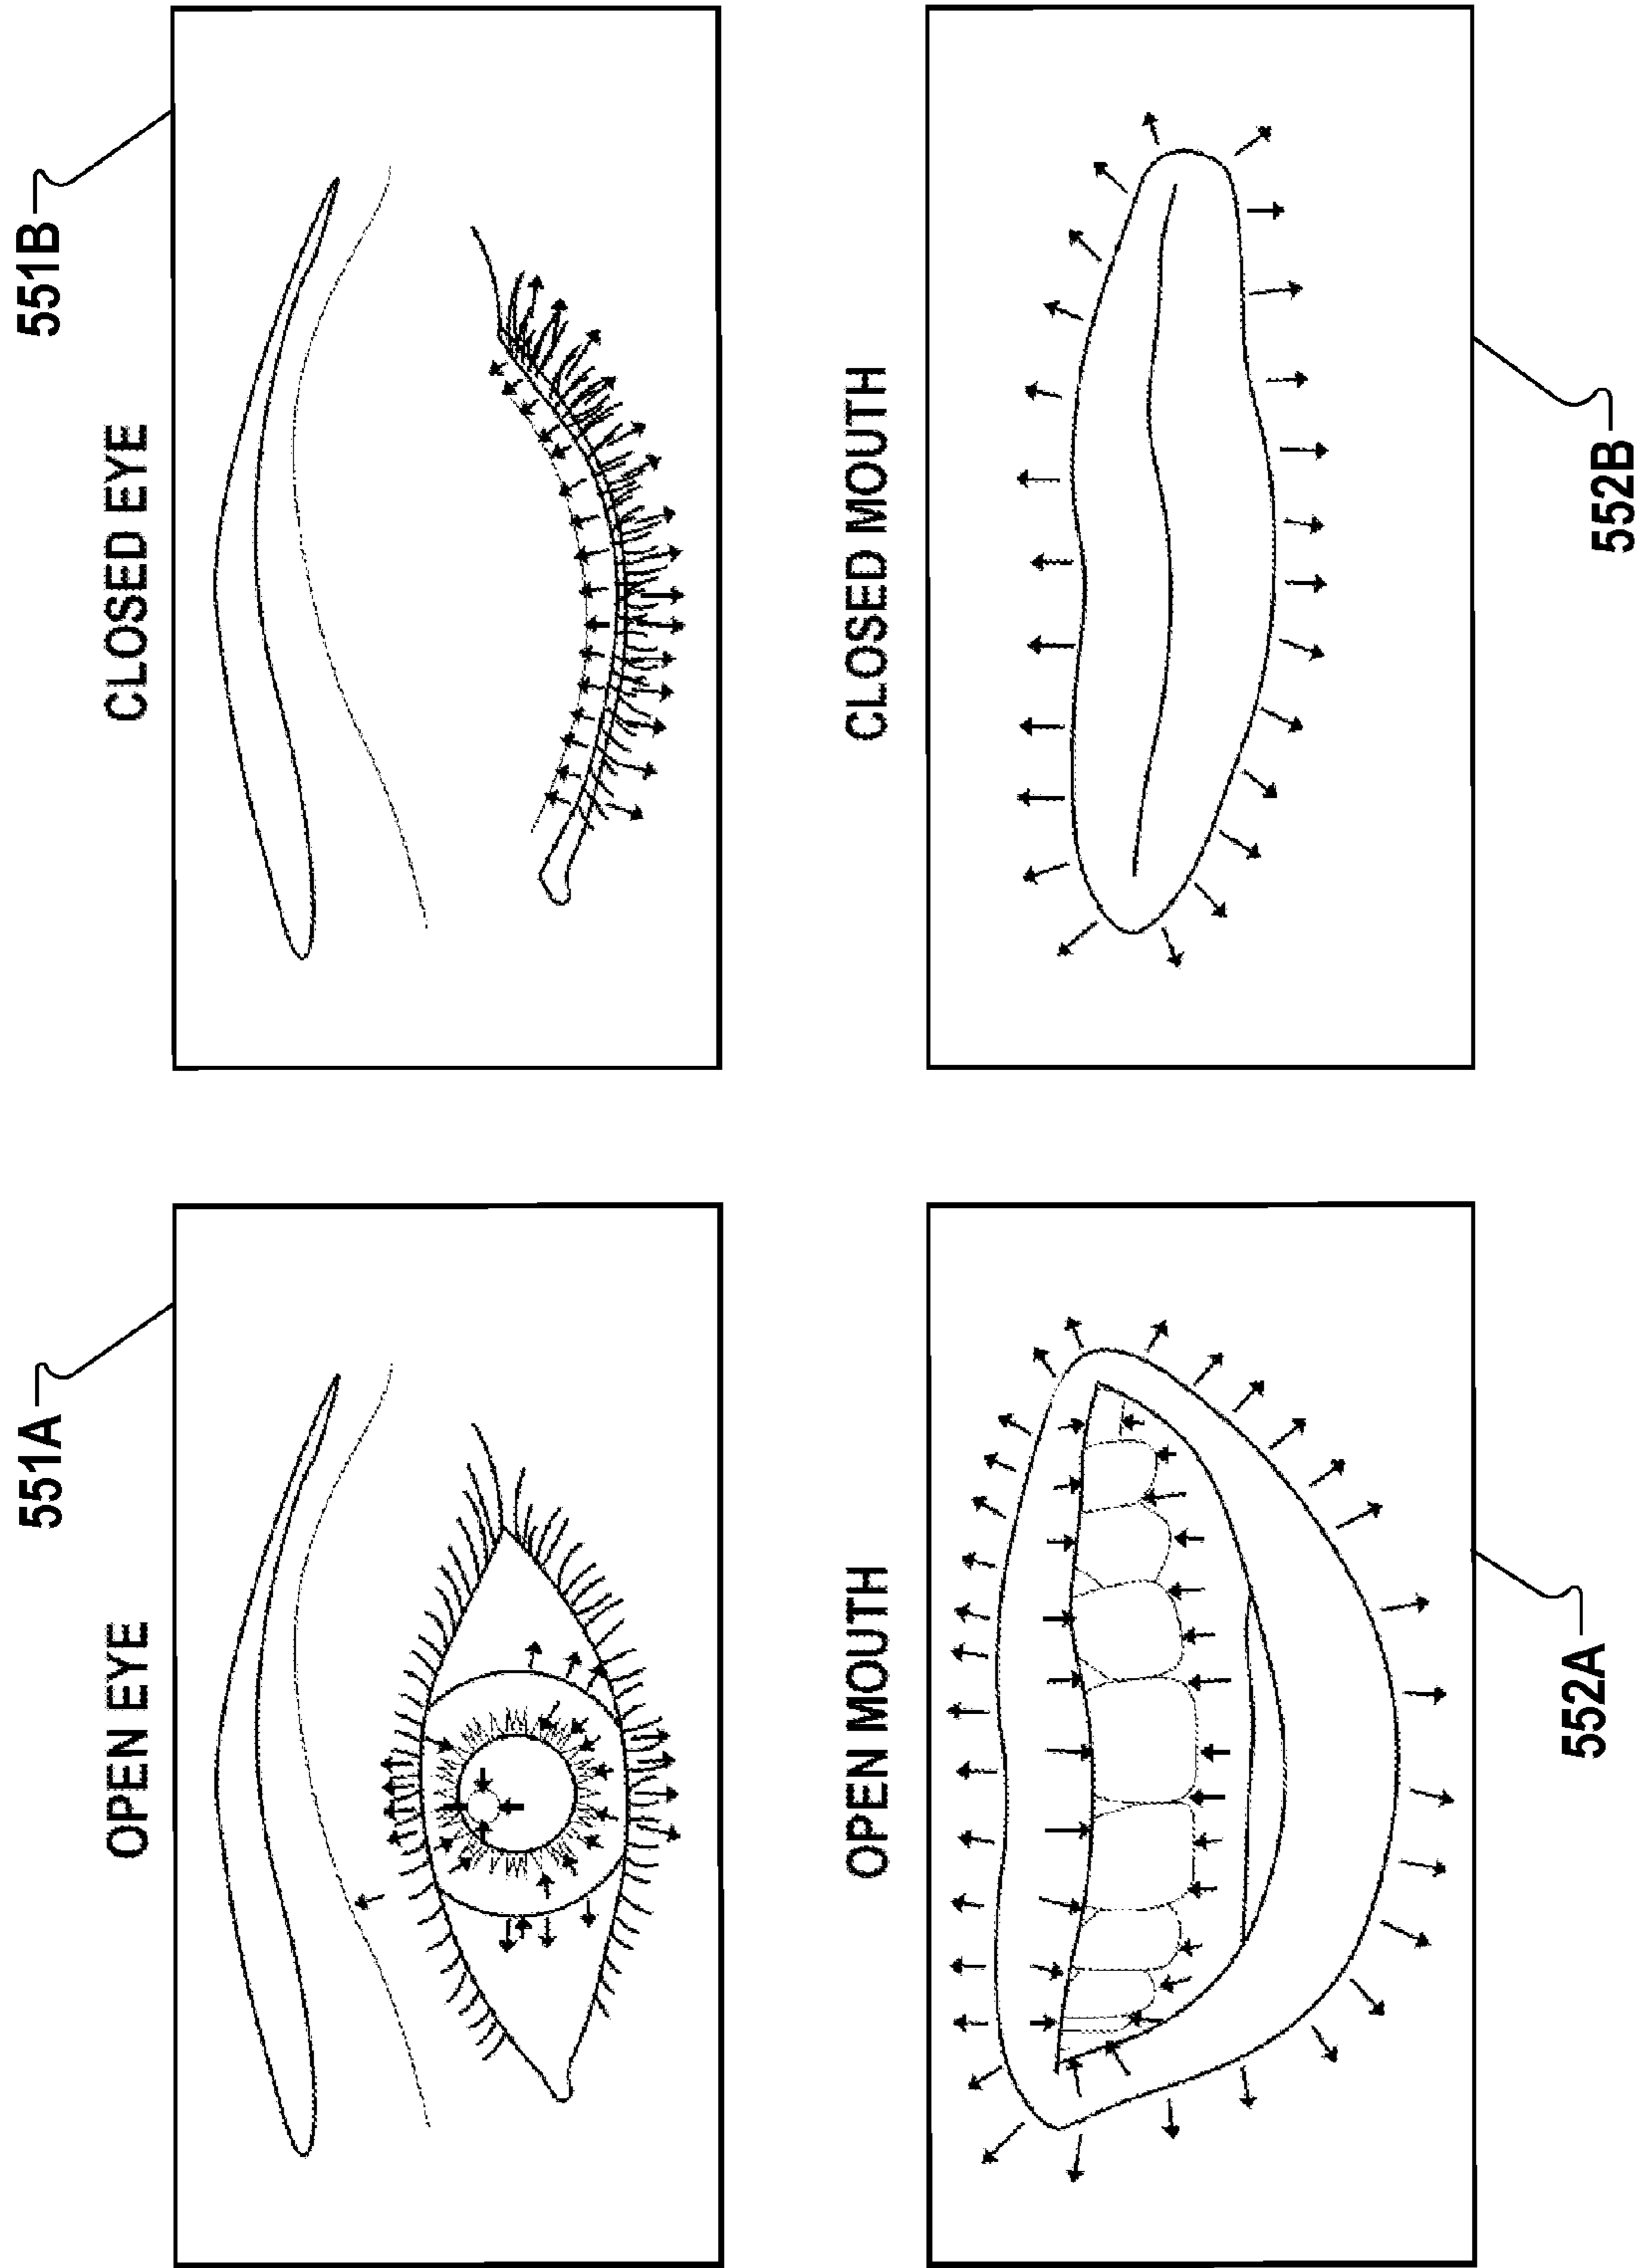 551A
OPEN EYE
551B
CLOSED EYE
OPEN MOUTH
552A
CLOSED MOUTH
552B